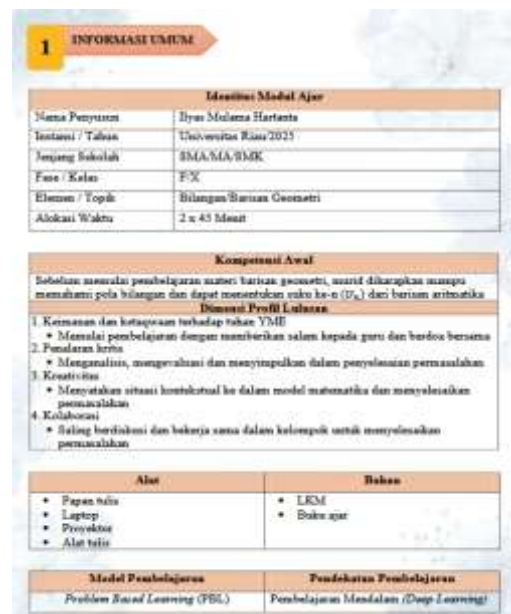 1
INFORMASI UMUM
Identitas Modul Ajar
Nama Penyusun Ilyas Mulama Hartanta
Instansi / Tahun Universitas Riau/2025
Jenjang Sekolah SMA/MA/SMK
Fase / Kelas F/X
Elemen / Topik Bilangan/Barisan Geometri
Alokasi Waktu 2 x 45 Menit
Kompetensi Awal
Sebelum memulai pembelajaran materi barisan geometri, murid diharapkan mampu
memahami pola bilangan dan dapat menentukan suku ke-n (Uₙ) dari barisan aritmatika
Dimensi Profil Lulusan
1. Keimanan dan ketaqwaan terhadap tuhan YME
• Memulai pembelajaran dengan memberikan salam kepada guru dan berdoa bersama
2. Penalaran kritis
• Menganalisis, mengevaluasi dan menyimpulkan dalam penyelesaian permasalahan
3. Kreativitas
• Menyatakan situasi kontekstual ke dalam model matematika dan menyelesaikan
permasalahan
4. Kolaborasi
• Saling berdiskusi dan bekerja sama dalam kelompok untuk menyelesaikan
permasalahan
Alat Bahan
• Papan tulis • LKM
• Laptop • Buku ajar
• Proyektor
• Alat tulis
Model Pembelajaran Pendekatan Pembelajaran
Problem Based Learning (PBL) Pembelajaran Mendalam (Deep Learning)